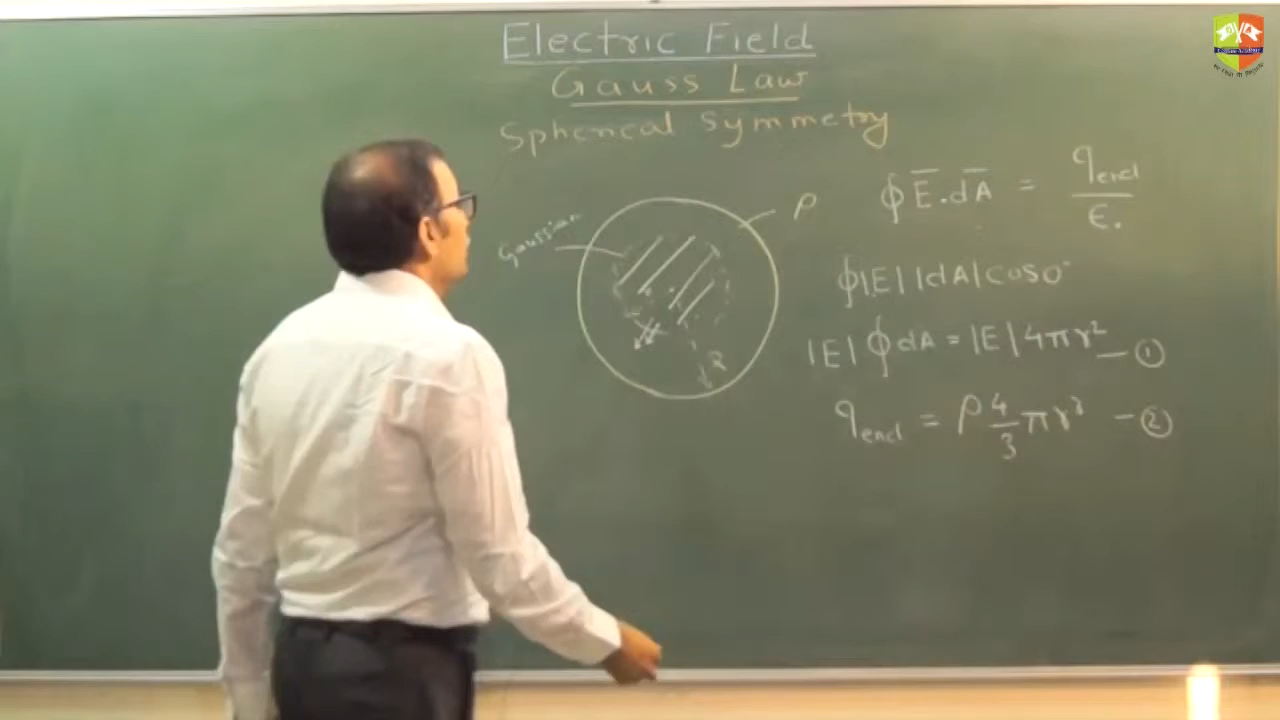 Electric Field
Gauss Law
Spherical Symmetry
Gaussian
ρ
R
∮ E̅ . dA̅ = q encl / ϵ₀
∮|E| |dA| cos0°
|E| ∮ dA = |E| 4πr² — ①
q encl = ρ 4/3 πr³ — ②